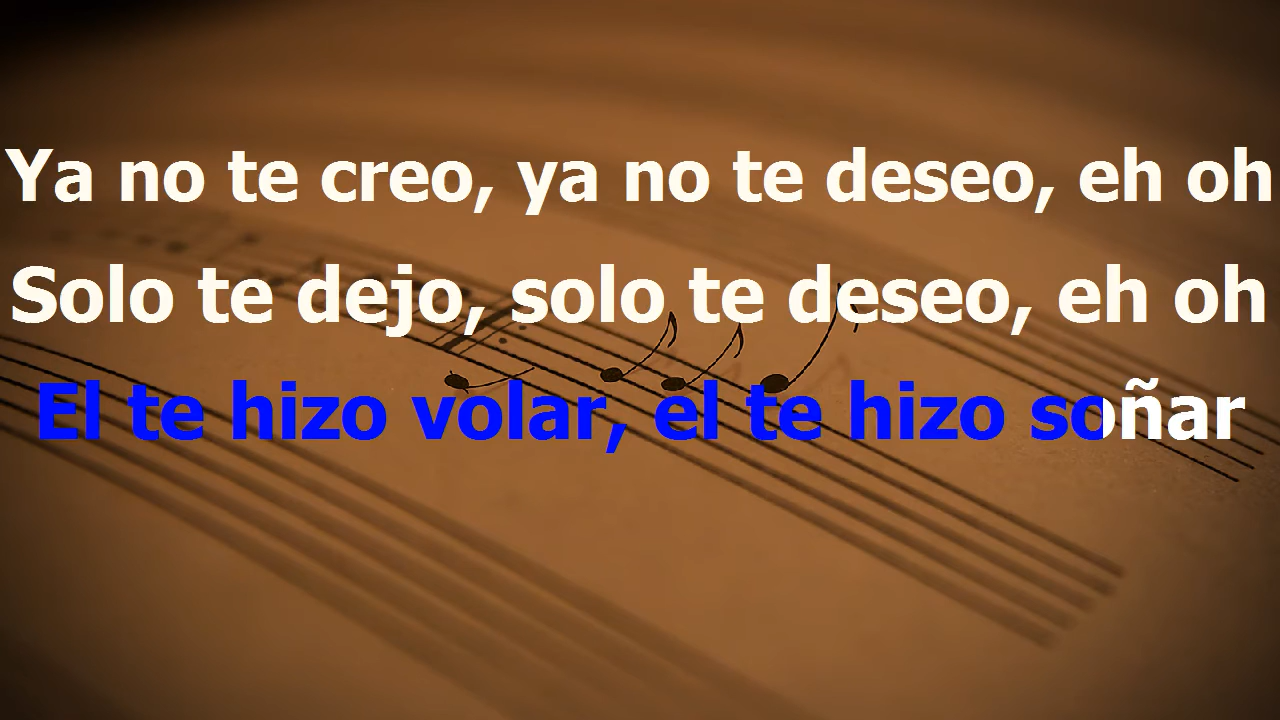 Ya no te creo, ya no te deseo, eh oh
Solo te dejo, solo te deseo, eh oh
El te hizo volar, el te hizo soñar